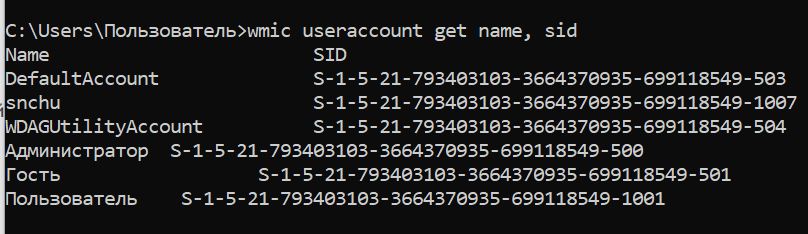 C:\Users\Пользователь>wmic useraccount get name, sid
Name SID
DefaultAccount S-1-5-21-793403103-3664370935-699118549-503
snchu S-1-5-21-793403103-3664370935-699118549-1007
WDAGUtilityAccount S-1-5-21-793403103-3664370935-699118549-504
Администратор S-1-5-21-793403103-3664370935-699118549-500
Гость S-1-5-21-793403103-3664370935-699118549-501
Пользователь S-1-5-21-793403103-3664370935-699118549-1001